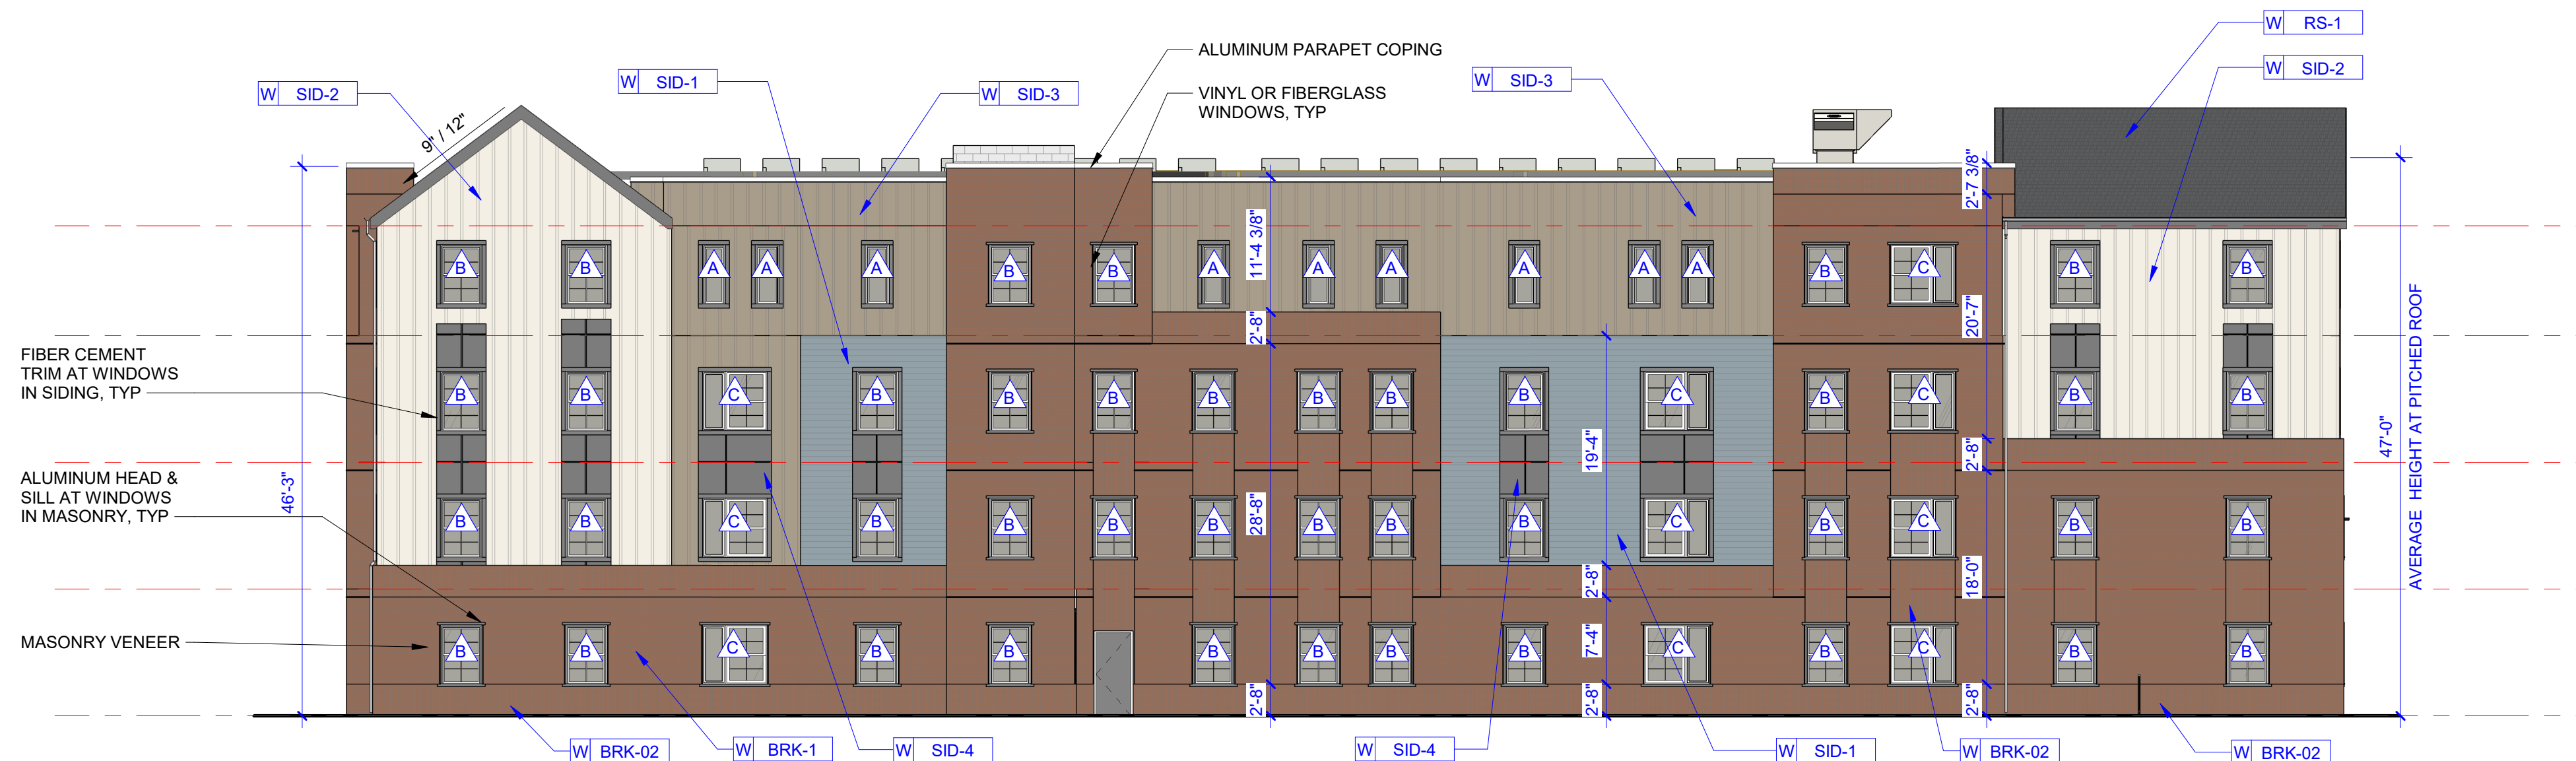 W RS-1
ALUMINUM PARAPET COPING
W SID-2
W SID-1
W SID-3
W SID-3
W SID-2
VINYL OR FIBERGLASS
WINDOWS, TYP
9" / 12"
2'-7 3/8"
11'-4 3/8"
B
B
A
A
A
B
B
A
A
A
A
A
A
B
C
B
B
20'-7"
2'-8"
FIBER CEMENT
TRIM AT WINDOWS
IN SIDING, TYP
B
B
C
B
B
B
B
B
B
B
C
B
C
B
B
AVERAGE HEIGHT AT PITCHED ROOF
47'-0"
46'-3"
19'-4"
2'-8"
ALUMINUM HEAD &
SILL AT WINDOWS
IN MASONRY, TYP
28'-8"
B
B
C
B
B
B
B
B
B
B
C
B
C
B
B
2'-8"
18'-0"
MASONRY VENEER
B
B
C
B
B
B
B
B
B
C
B
C
B
B
7'-4"
2'-8"
2'-8"
2'-8"
W BRK-02
W BRK-1
W SID-4
W SID-4
W SID-1
W BRK-02
W BRK-02